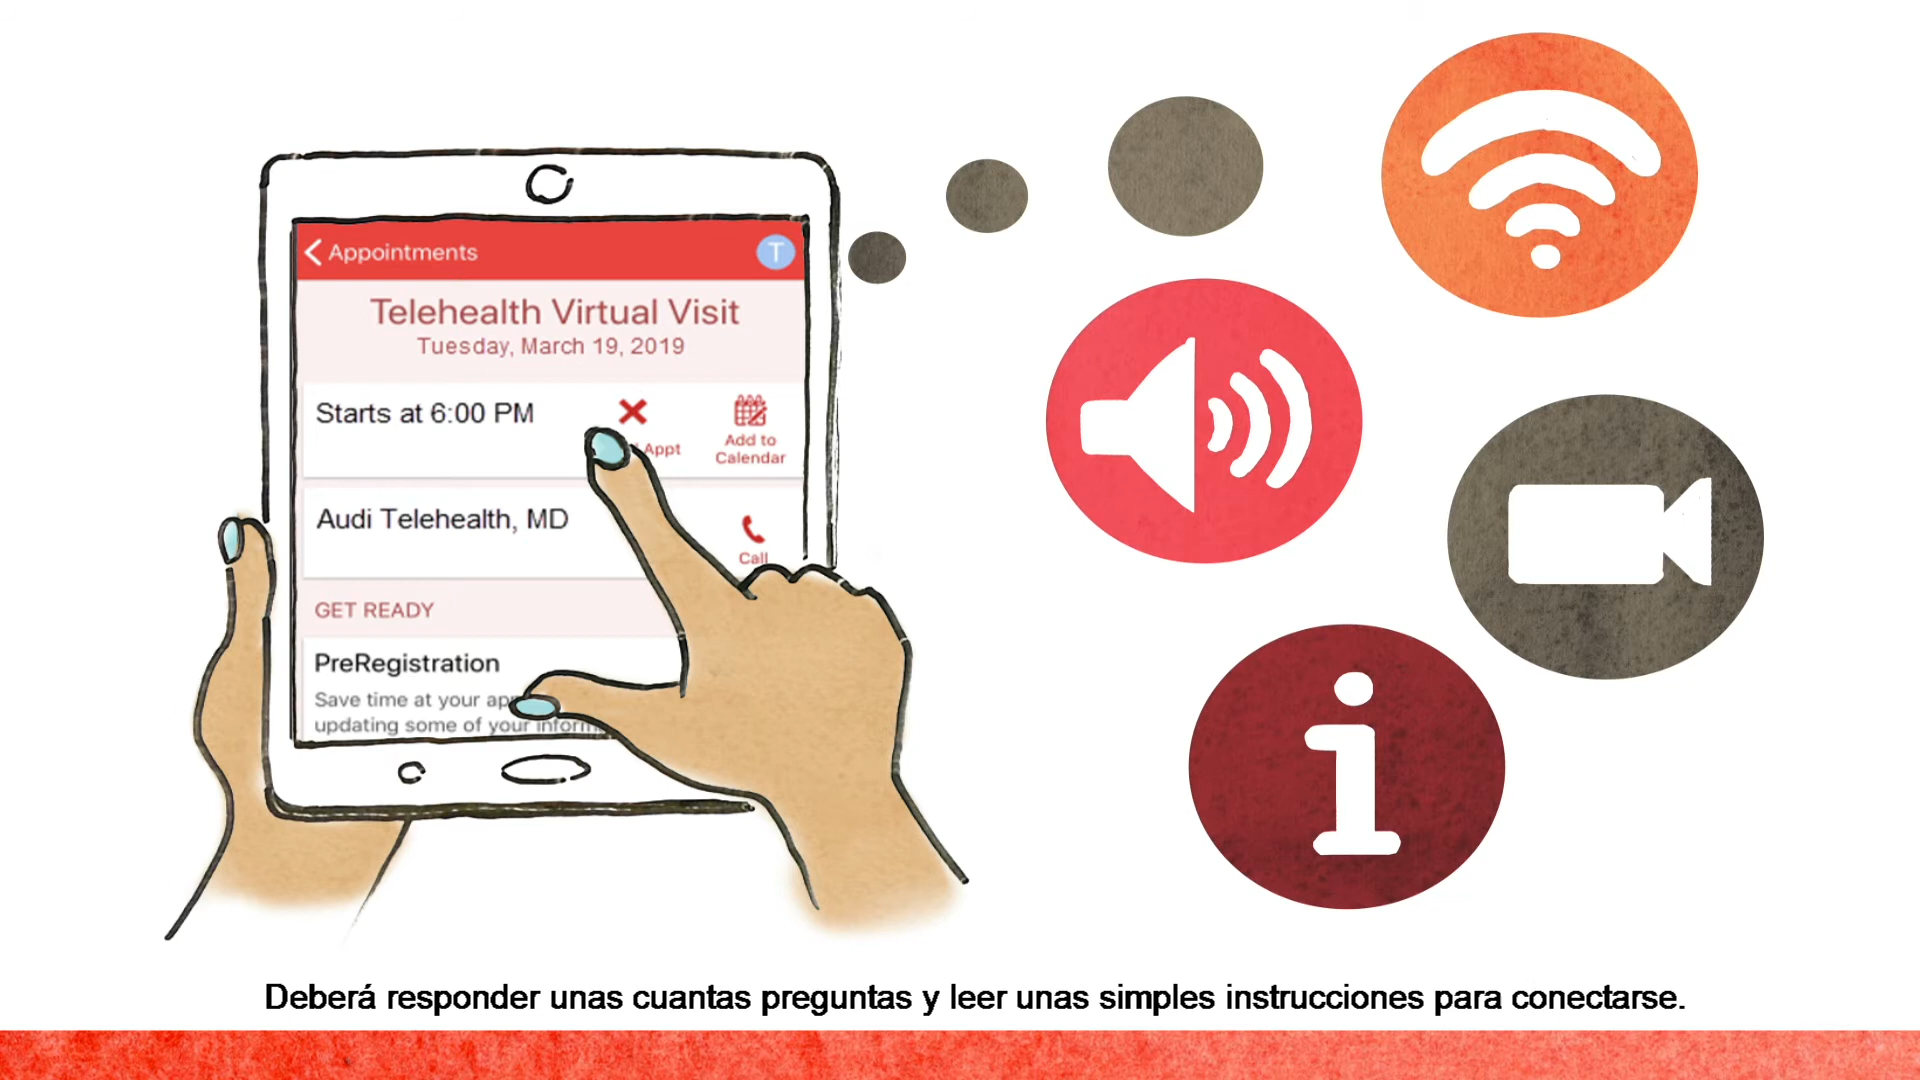 Appointments
T
Telehealth Virtual Visit
Tuesday, March 19, 2019
Starts at 6:00 PM
Appt
Add to
Calendar
Audi Telehealth, MD
Call
GET READY
PreRegistration
Save time at your
updating some of your
Deberá responder unas cuantas preguntas y leer unas simples instrucciones para conectarse.